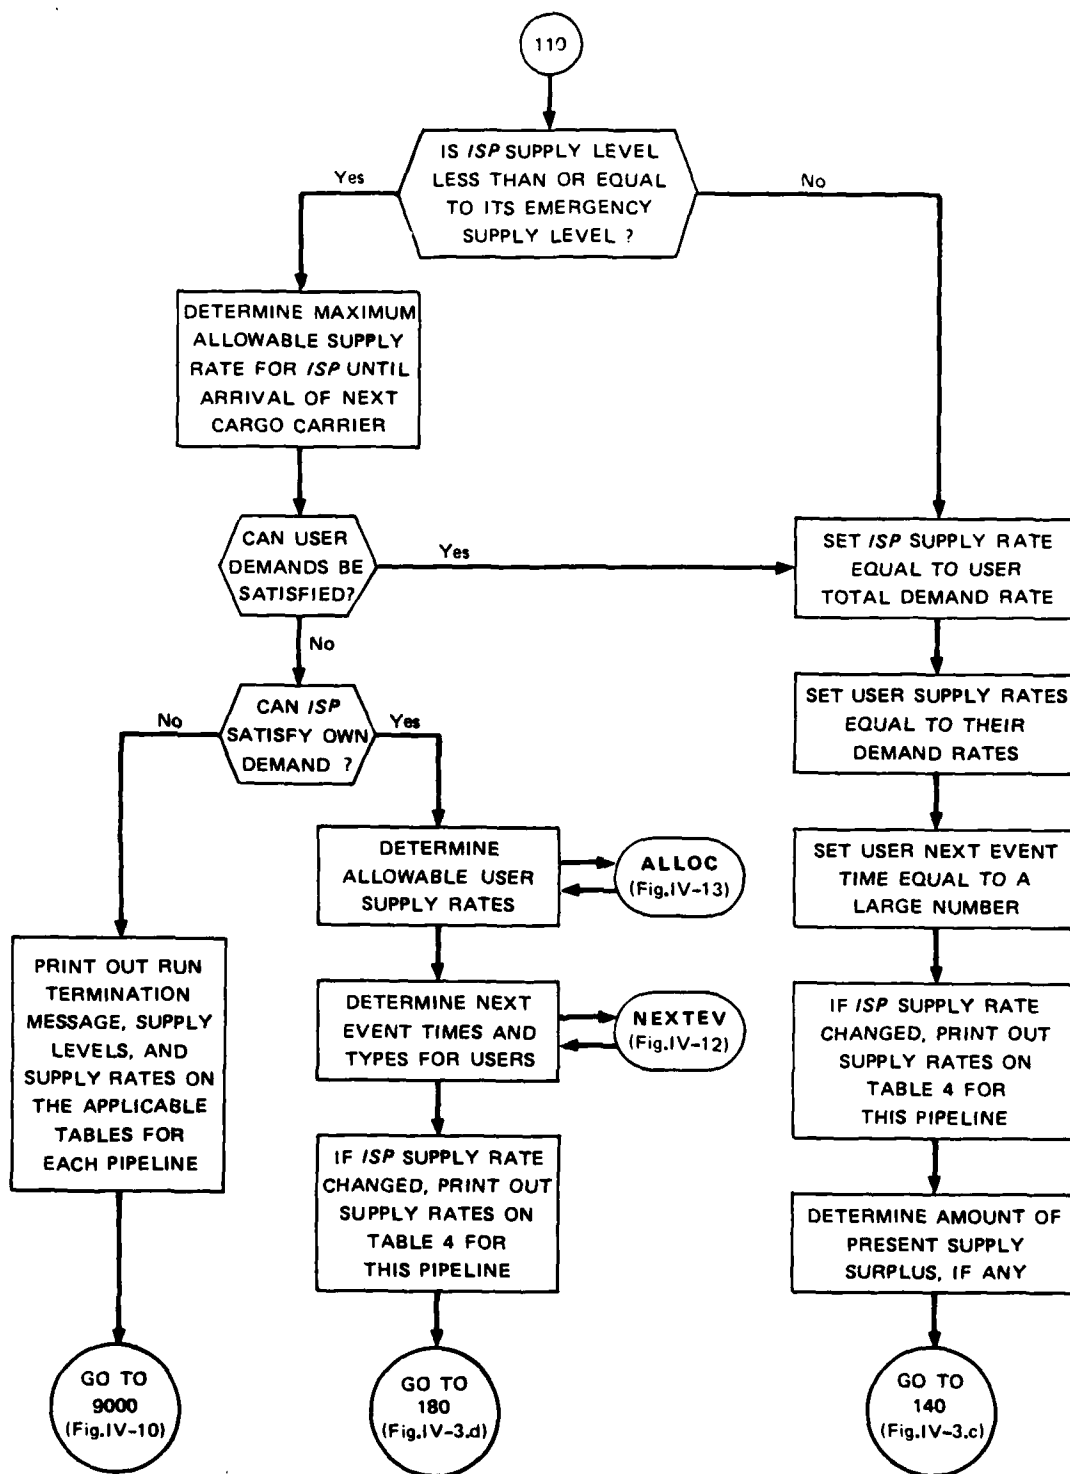 110
IS ISP SUPPLY LEVEL
LESS THAN OR EQUAL
TO ITS EMERGENCY
SUPPLY LEVEL ?
Yes
No
DETERMINE MAXIMUM
ALLOWABLE SUPPLY
RATE FOR ISP UNTIL
ARRIVAL OF NEXT
CARGO CARRIER
CAN USER
DEMANDS BE
SATISFIED?
Yes
No
SET ISP SUPPLY RATE
EQUAL TO USER
TOTAL DEMAND RATE
CAN ISP
SATISFY OWN
DEMAND ?
No
Yes
SET USER SUPPLY RATES
EQUAL TO THEIR
DEMAND RATES
DETERMINE
ALLOWABLE USER
SUPPLY RATES
ALLOC
(Fig.IV-13)
SET USER NEXT EVENT
TIME EQUAL TO A
LARGE NUMBER
PRINT OUT RUN
TERMINATION
MESSAGE, SUPPLY
LEVELS, AND
SUPPLY RATES ON
THE APPLICABLE
TABLES FOR
EACH PIPELINE
DETERMINE NEXT
EVENT TIMES AND
TYPES FOR USERS
NEXTEV
(Fig.IV-12)
IF ISP SUPPLY RATE
CHANGED, PRINT OUT
SUPPLY RATES ON
TABLE 4 FOR
THIS PIPELINE
IF ISP SUPPLY RATE
CHANGED, PRINT OUT
SUPPLY RATES ON
TABLE 4 FOR
THIS PIPELINE
DETERMINE AMOUNT OF
PRESENT SUPPLY
SURPLUS, IF ANY
GO TO
9000
(Fig.IV-10)
GO TO
180
(Fig.IV-3.d)
GO TO
140
(Fig.IV-3.c)